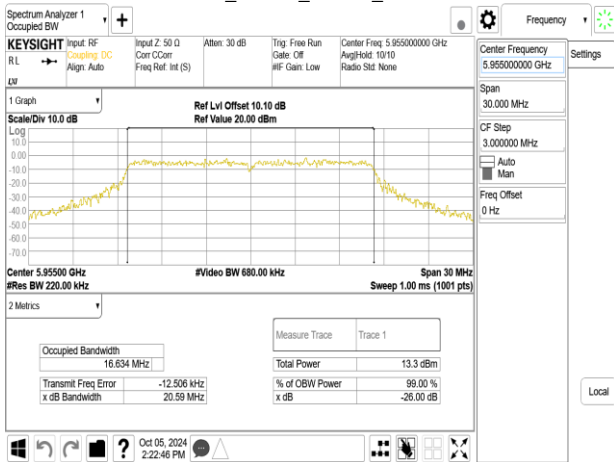 Spectrum Analyzer 1
Occupied BW
Frequency
KEYSIGHT
RL
LXI
Input: RF
Coupling: DC
Align: Auto
Input Z: 50 Ω
Corr CCorr
Freq Ref: Int (S)
Atten: 30 dB
Trig: Free Run
Gate: Off
#IF Gain: Low
Center Freq: 5.955000000 GHz
Avg|Hold: 10/10
Radio Std: None
Center Frequency
5.955000000 GHz
Settings
Span
30.000 MHz
CF Step
3.000000 MHz
Auto
Man
Freq Offset
0 Hz
Local
1 Graph
Scale/Div 10.0 dB
Ref Lvl Offset 10.10 dB
Ref Value 20.00 dBm
Log
10.0
0.00
-10.0
-20.0
-30.0
-40.0
-50.0
-60.0
-70.0
Center 5.95500 GHz
#Video BW 680.00 kHz
Span 30 MHz
#Res BW 220.00 kHz
Sweep 1.00 ms (1001 pts)
2 Metrics
Measure Trace Trace 1
Occupied Bandwidth
16.634 MHz
Total Power 13.3 dBm
Transmit Freq Error -12.506 kHz
% of OBW Power 99.00 %
x dB Bandwidth 20.59 MHz
x dB -26.00 dB
?
Oct 05, 2024
2:22:46 PM